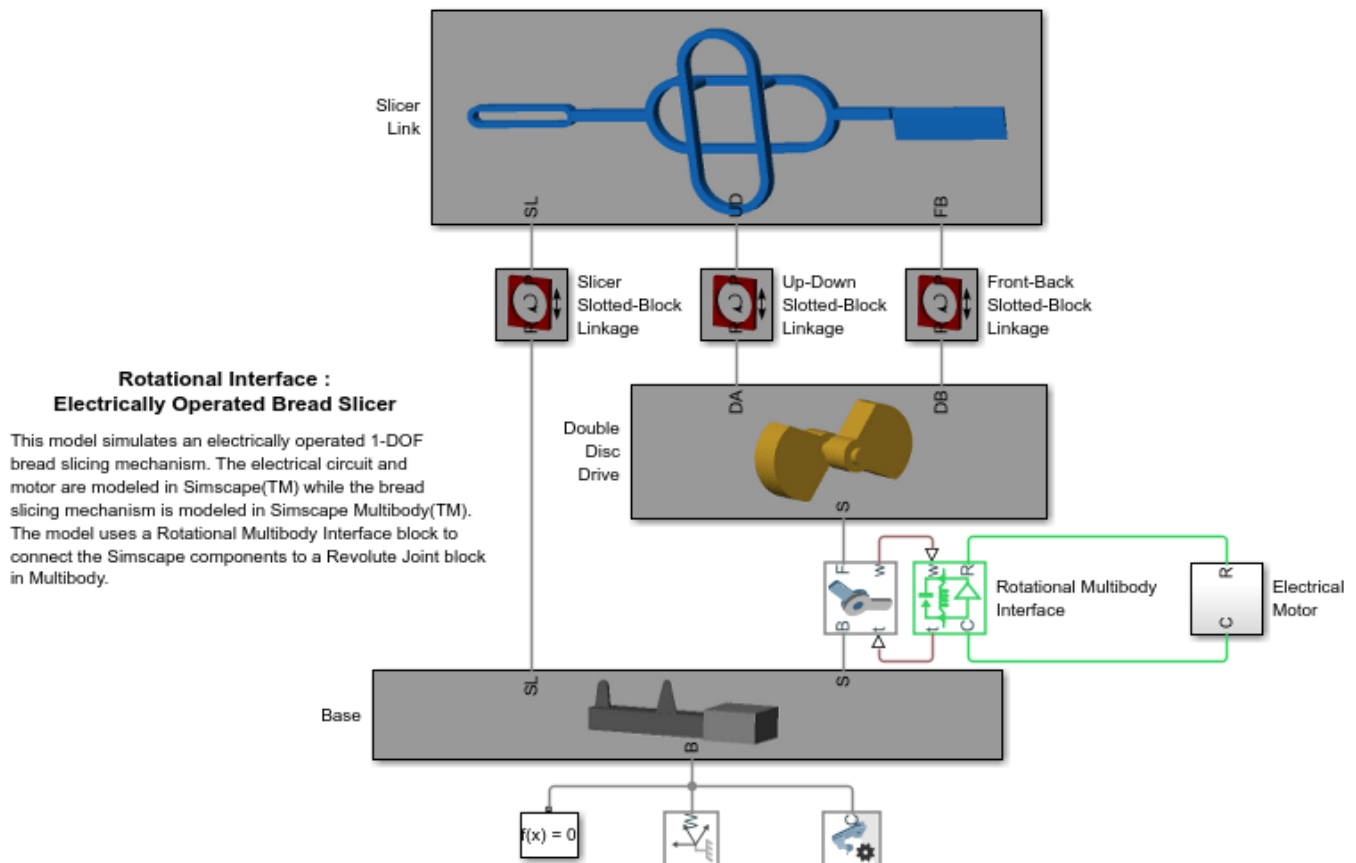 Slicer
Link
SL
UD
FB
P
R
Slicer
Slotted-Block
Linkage
P
R
Up-Down
Slotted-Block
Linkage
P
R
Front-Back
Slotted-Block
Linkage
Rotational Interface :
Electrically Operated Bread Slicer
This model simulates an electrically operated 1-DOF
bread slicing mechanism. The electrical circuit and
motor are modeled in Simscape(TM) while the bread
slicing mechanism is modeled in Simscape Multibody(TM).
The model uses a Rotational Multibody Interface block to
connect the Simscape components to a Revolute Joint block
in Multibody.
DA
DB
Double
Disc
Drive
S
F
w
B
t
w
R
t
C
Rotational Multibody
Interface
R
C
Electrical
Motor
SL
S
Base
B
f(x) = 0
W
C